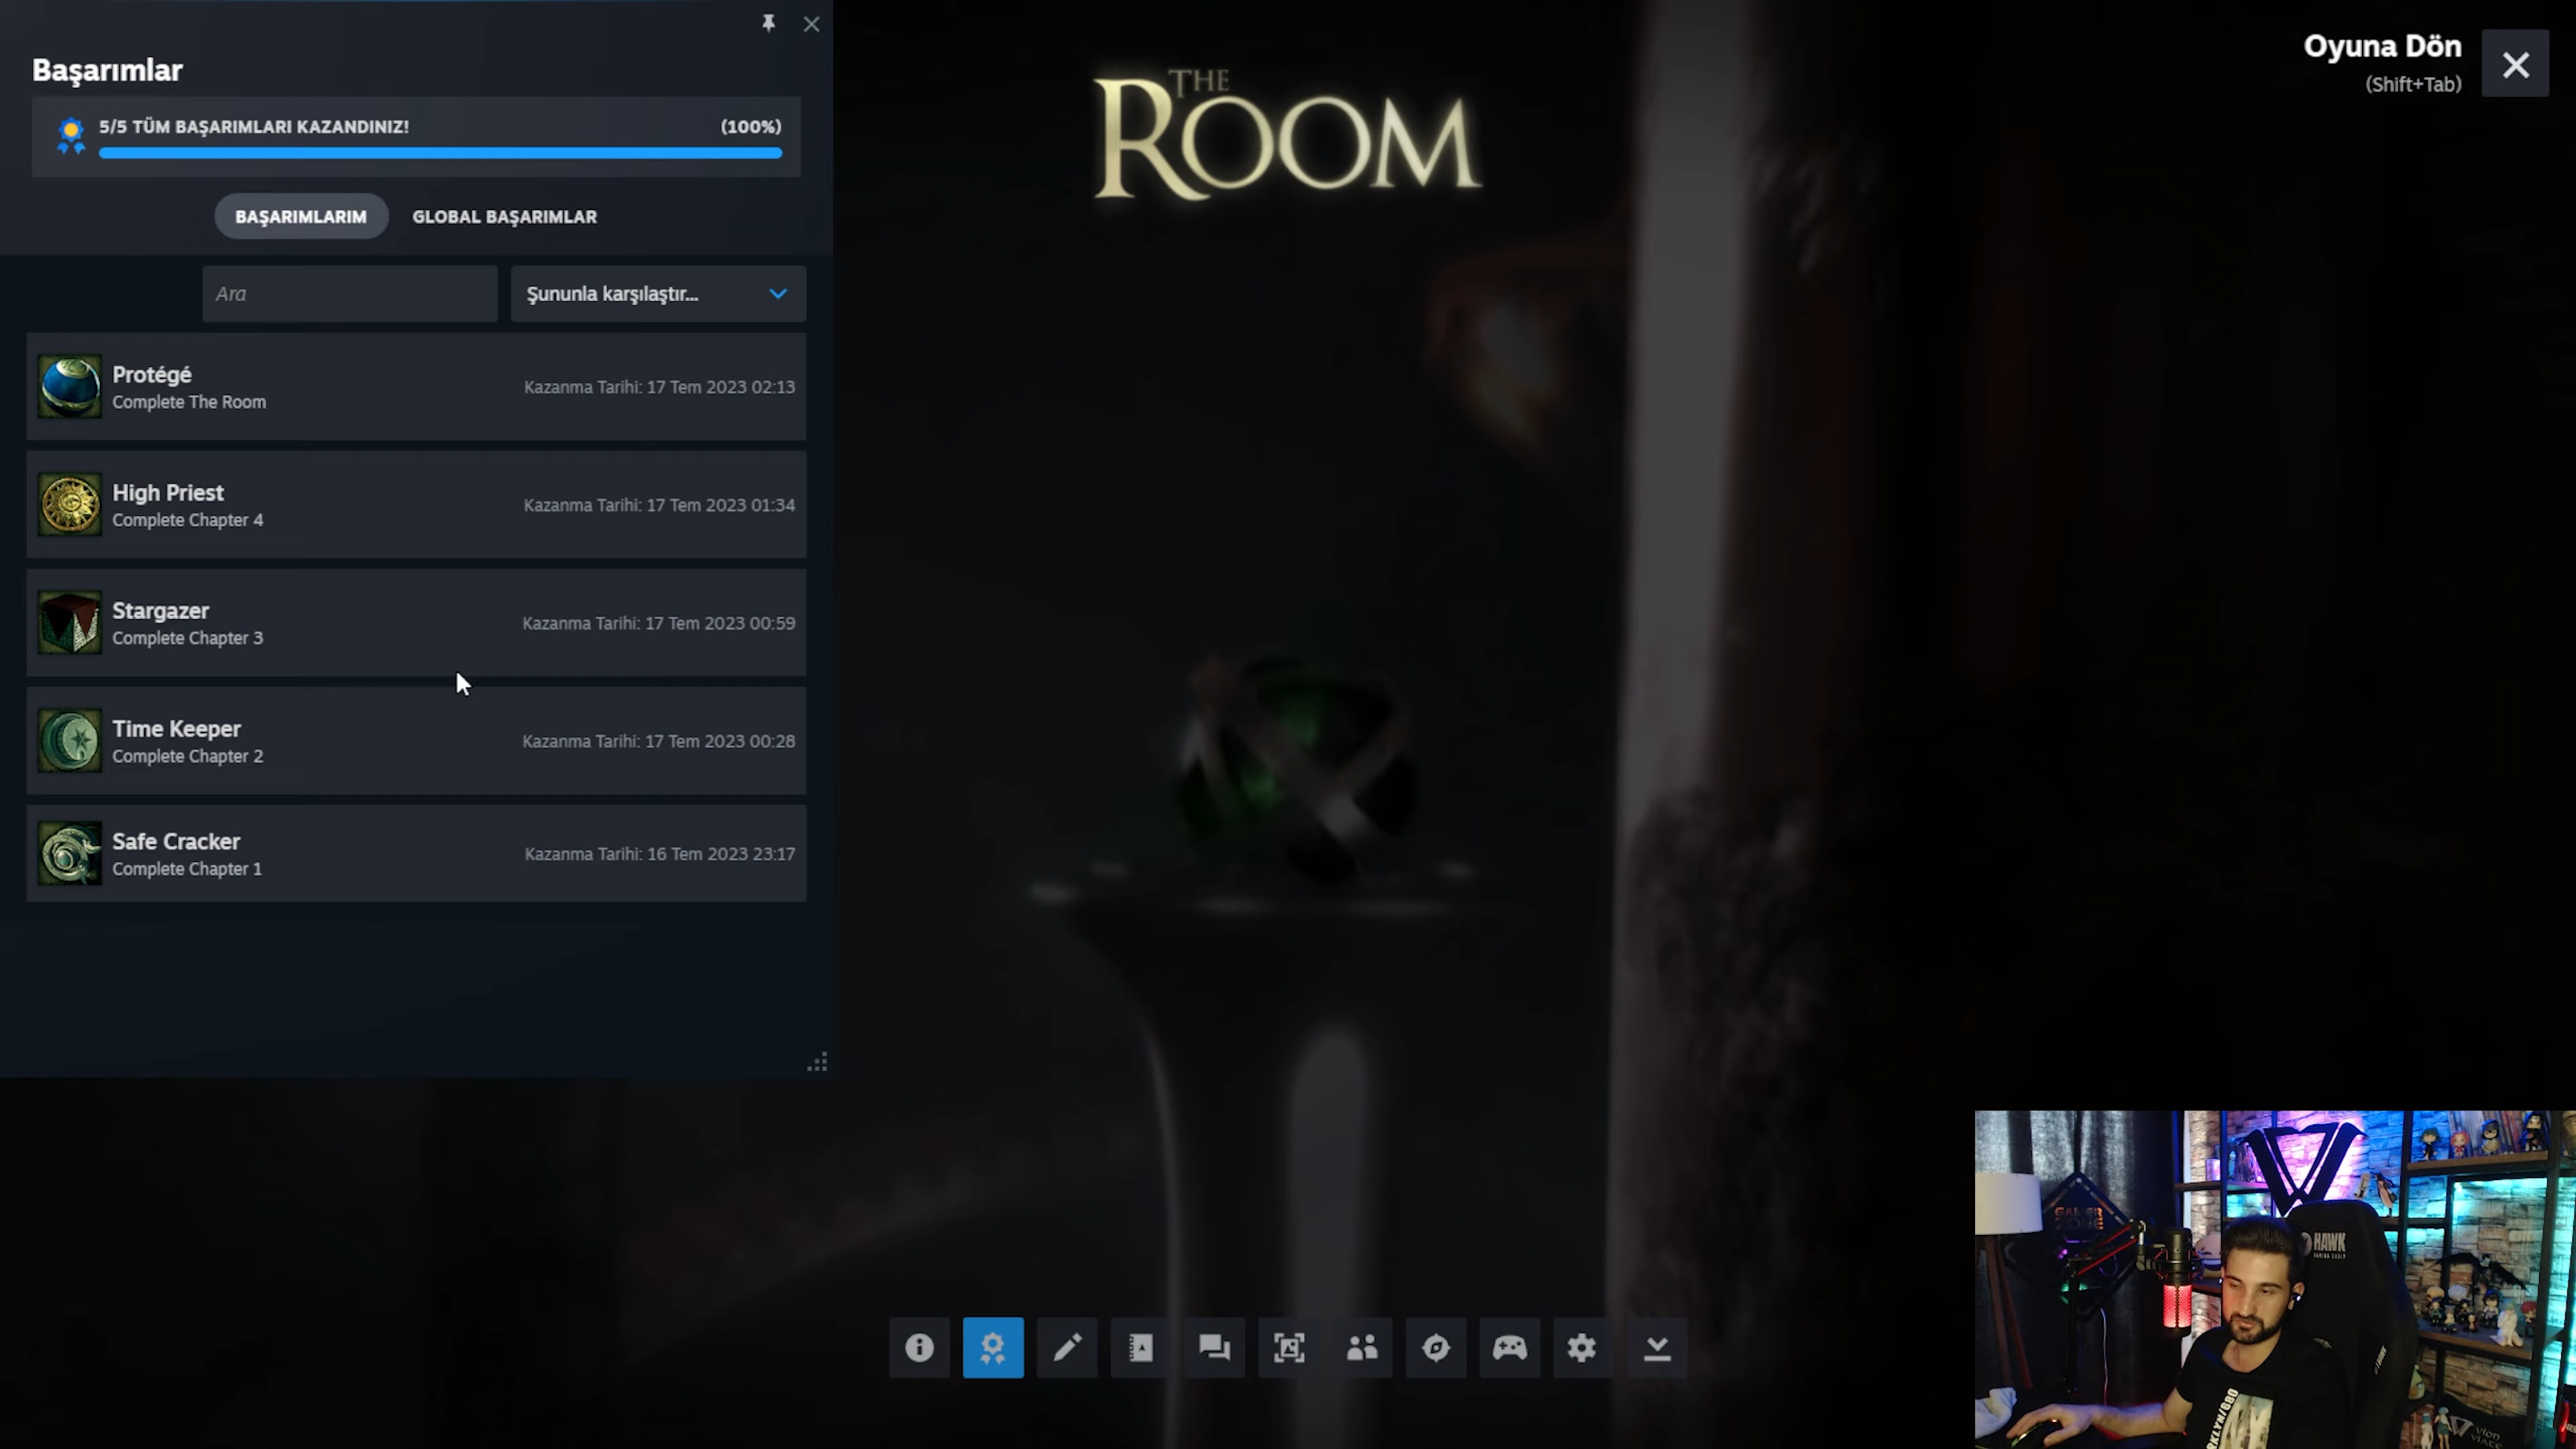 Başarımlar
5/5 TÜM BAŞARIMLARI KAZANDINIZ! (100%)
BAŞARIMLARIM GLOBAL BAŞARIMLAR
Ara Şununla karşılaştır...
Protégé
Complete The Room
Kazanma Tarihi: 17 Tem 2023 02:13
High Priest
Complete Chapter 4
Kazanma Tarihi: 17 Tem 2023 01:34
Stargazer
Complete Chapter 3
Kazanma Tarihi: 17 Tem 2023 00:59
Time Keeper
Complete Chapter 2
Kazanma Tarihi: 17 Tem 2023 00:28
Safe Cracker
Complete Chapter 1
Kazanma Tarihi: 16 Tem 2023 23:17
THE
ROOM
Oyuna Dön
(Shift+Tab)
GAMER
ZONE
HAWK